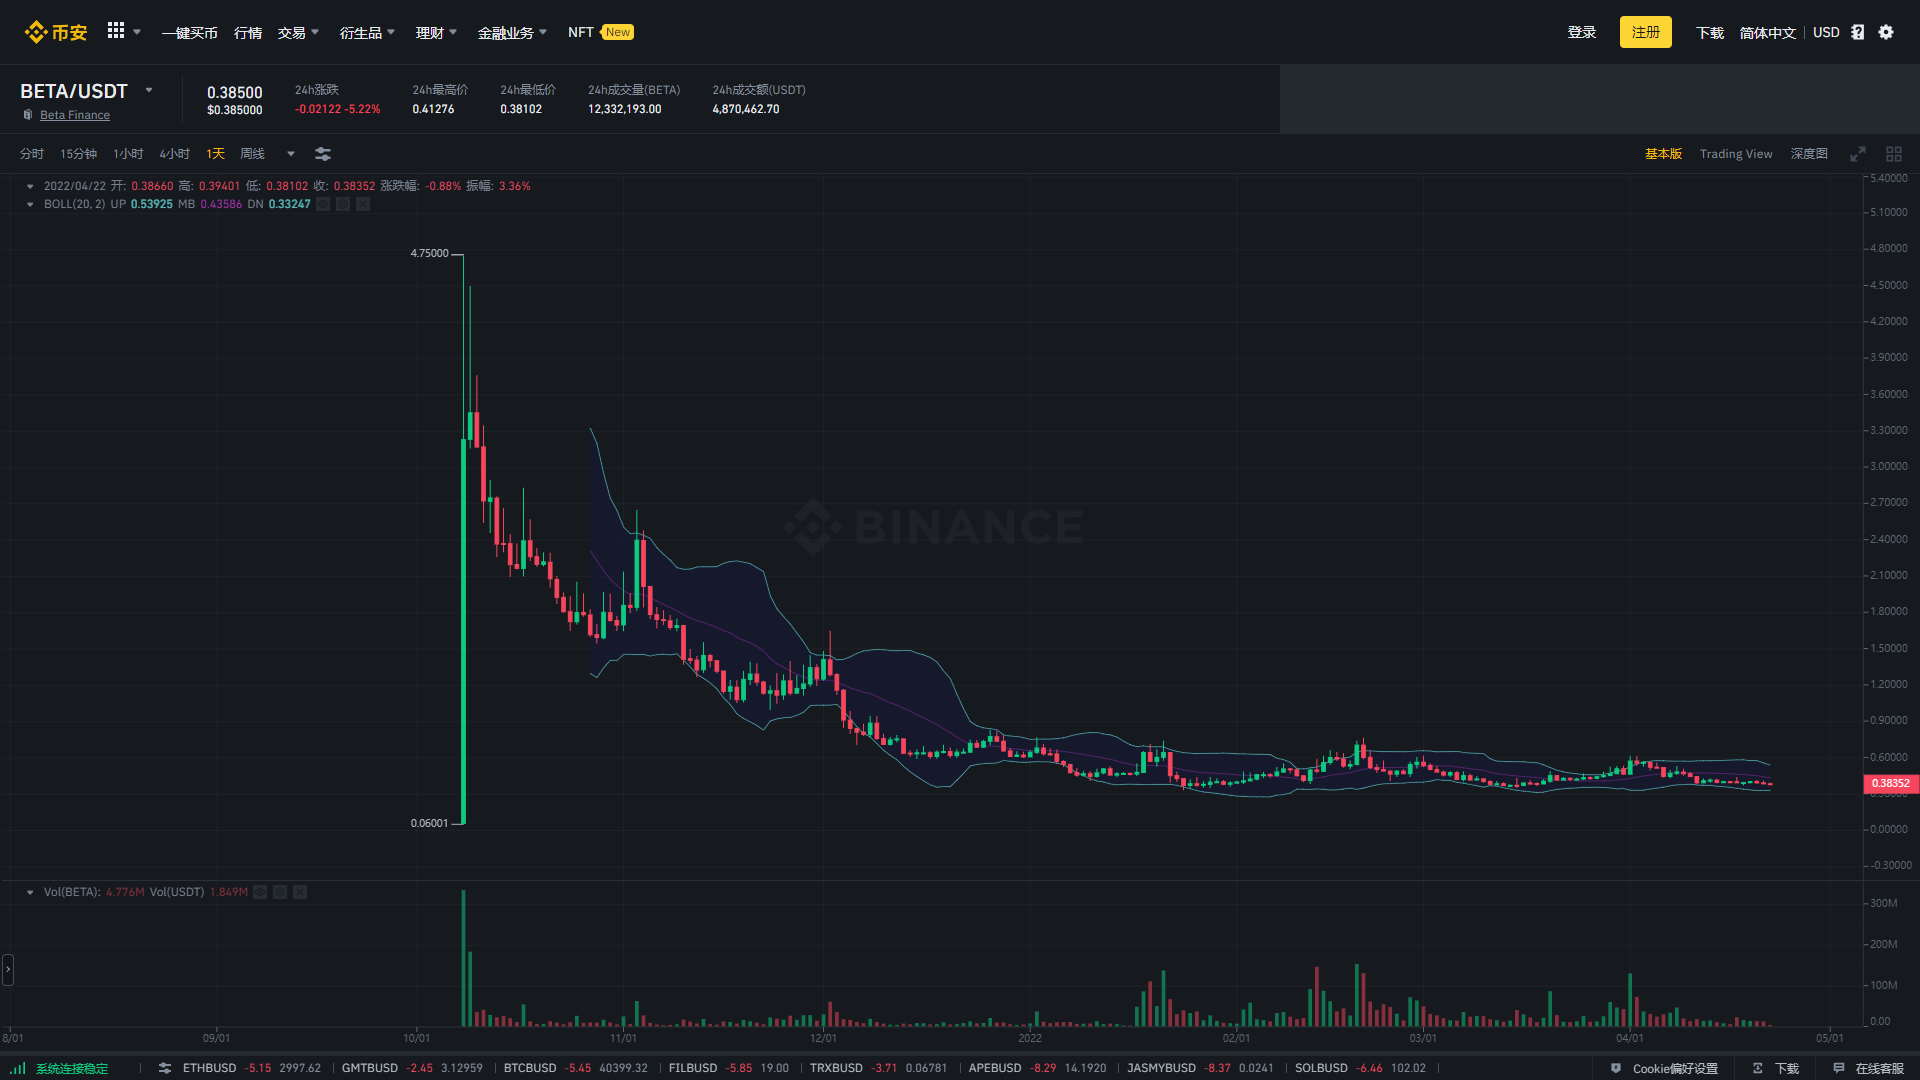 币安 一键买币 行情 交易 衍生品 理财 金融业务 NFT New 登录 注册 下载 简体中文 USD
BETA/USDT
Beta Finance
0.38500
$0.385000
24h涨跌
-0.02122 -5.22%
24h最高价
0.41276
24h最低价
0.38102
24h成交量(BETA)
12,332,193.00
24h成交额(USDT)
4,870,462.70
分时 15分钟 1小时 4小时 1天 周线 基本版 Trading View 深度图
2022/04/22 开: 0.38660 高: 0.39401 低: 0.38102 收: 0.38352 涨跌幅: -0.88% 振幅: 3.36%
BOLL(20, 2) UP 0.53925 MB 0.43586 DN 0.33247
4.75000
0.06001
BINANCE
5.40000
5.10000
4.80000
4.50000
4.20000
3.90000
3.60000
3.30000
3.00000
2.70000
2.40000
2.10000
1.80000
1.50000
1.20000
0.90000
0.60000
0.38352
0.00000
-0.30000
Vol(BETA): 4.776M Vol(USDT) 1.849M
300M
200M
100M
0.00
8/01 09/01 10/01 11/01 12/01 2022 02/01 03/01 04/01 05/01
系统连接稳定 ETHBUSD -5.15 2997.62 GMTBUSD -2.45 3.12959 BTCBUSD -5.45 40399.32 FILBUSD -5.85 19.00 TRXBUSD -3.71 0.06781 APEBUSD -8.29 14.1920 JASMYBUSD -8.37 0.0241 SOLBUSD -6.46 102.02 Cookie偏好设置 下载 在线客服